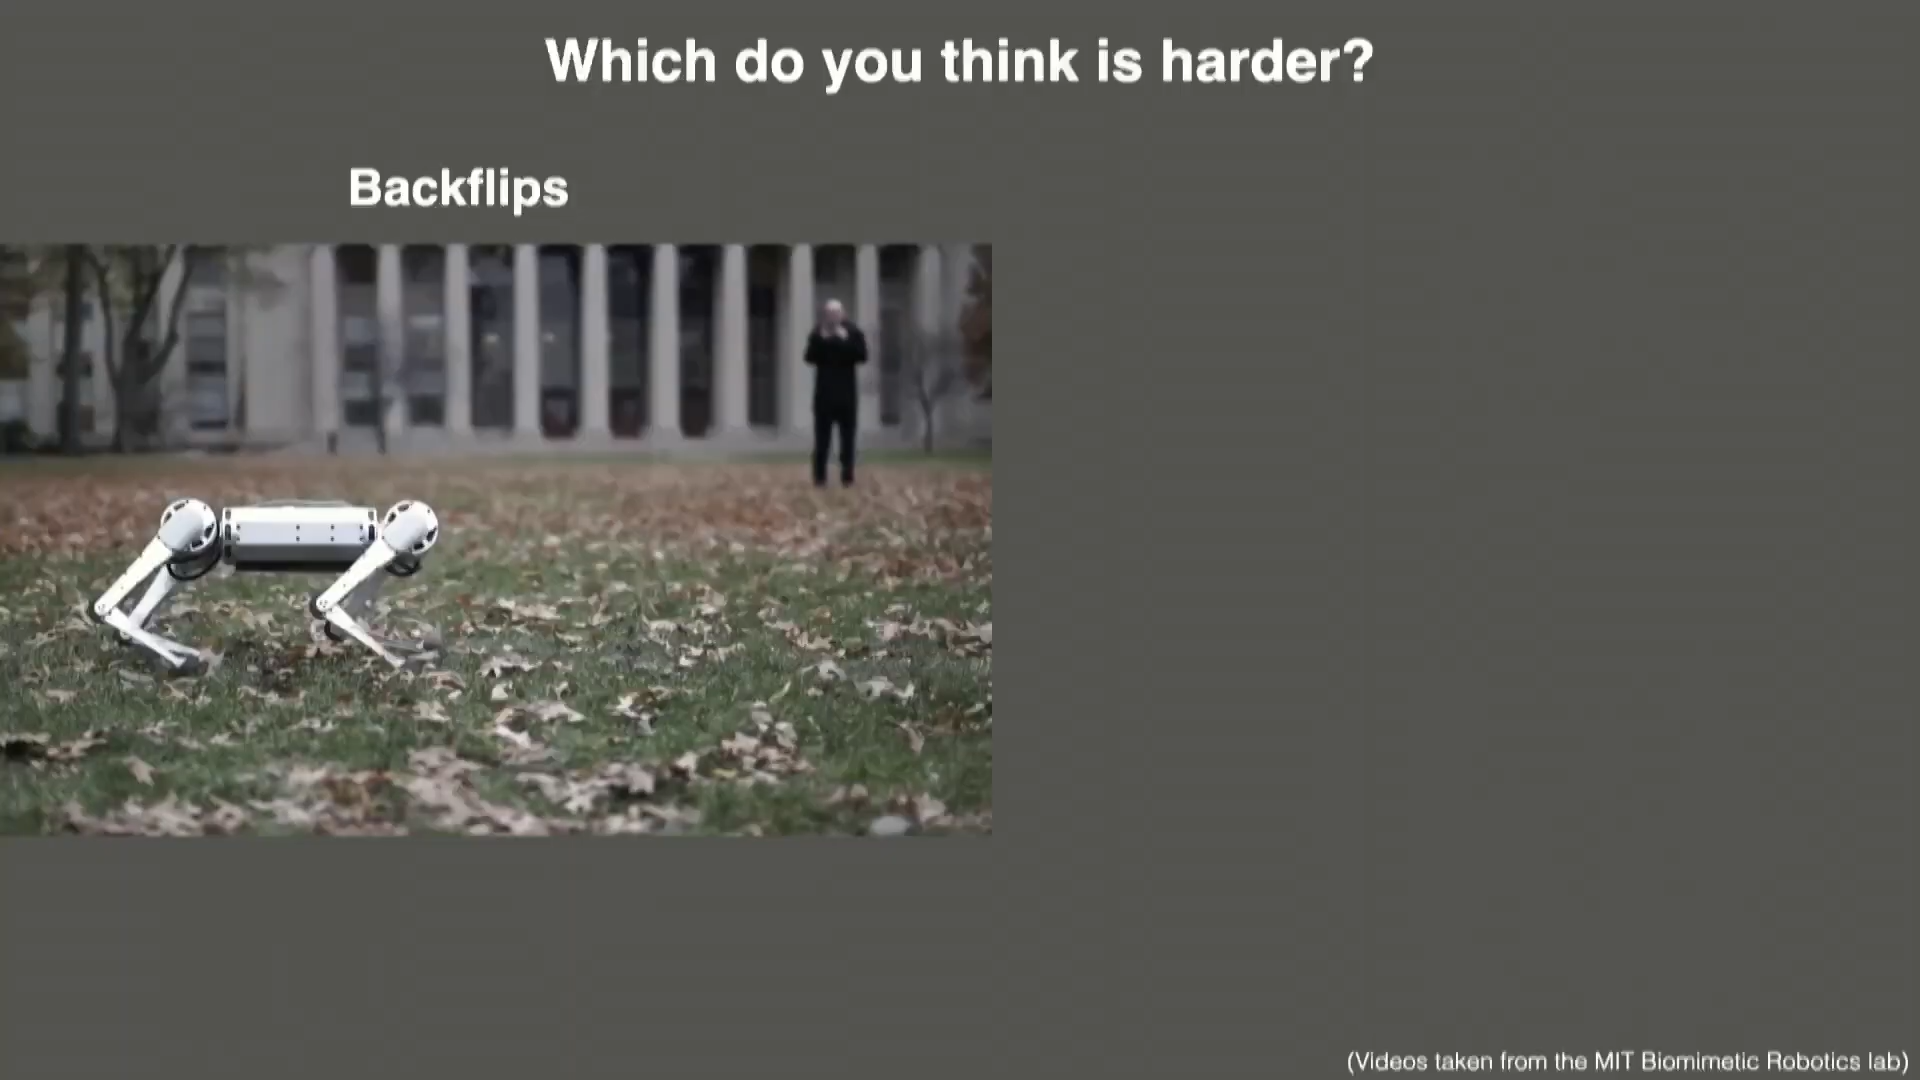 Which do you think is harder?
Backflips
(Videos taken from the MIT Biomimetic Robotics lab)